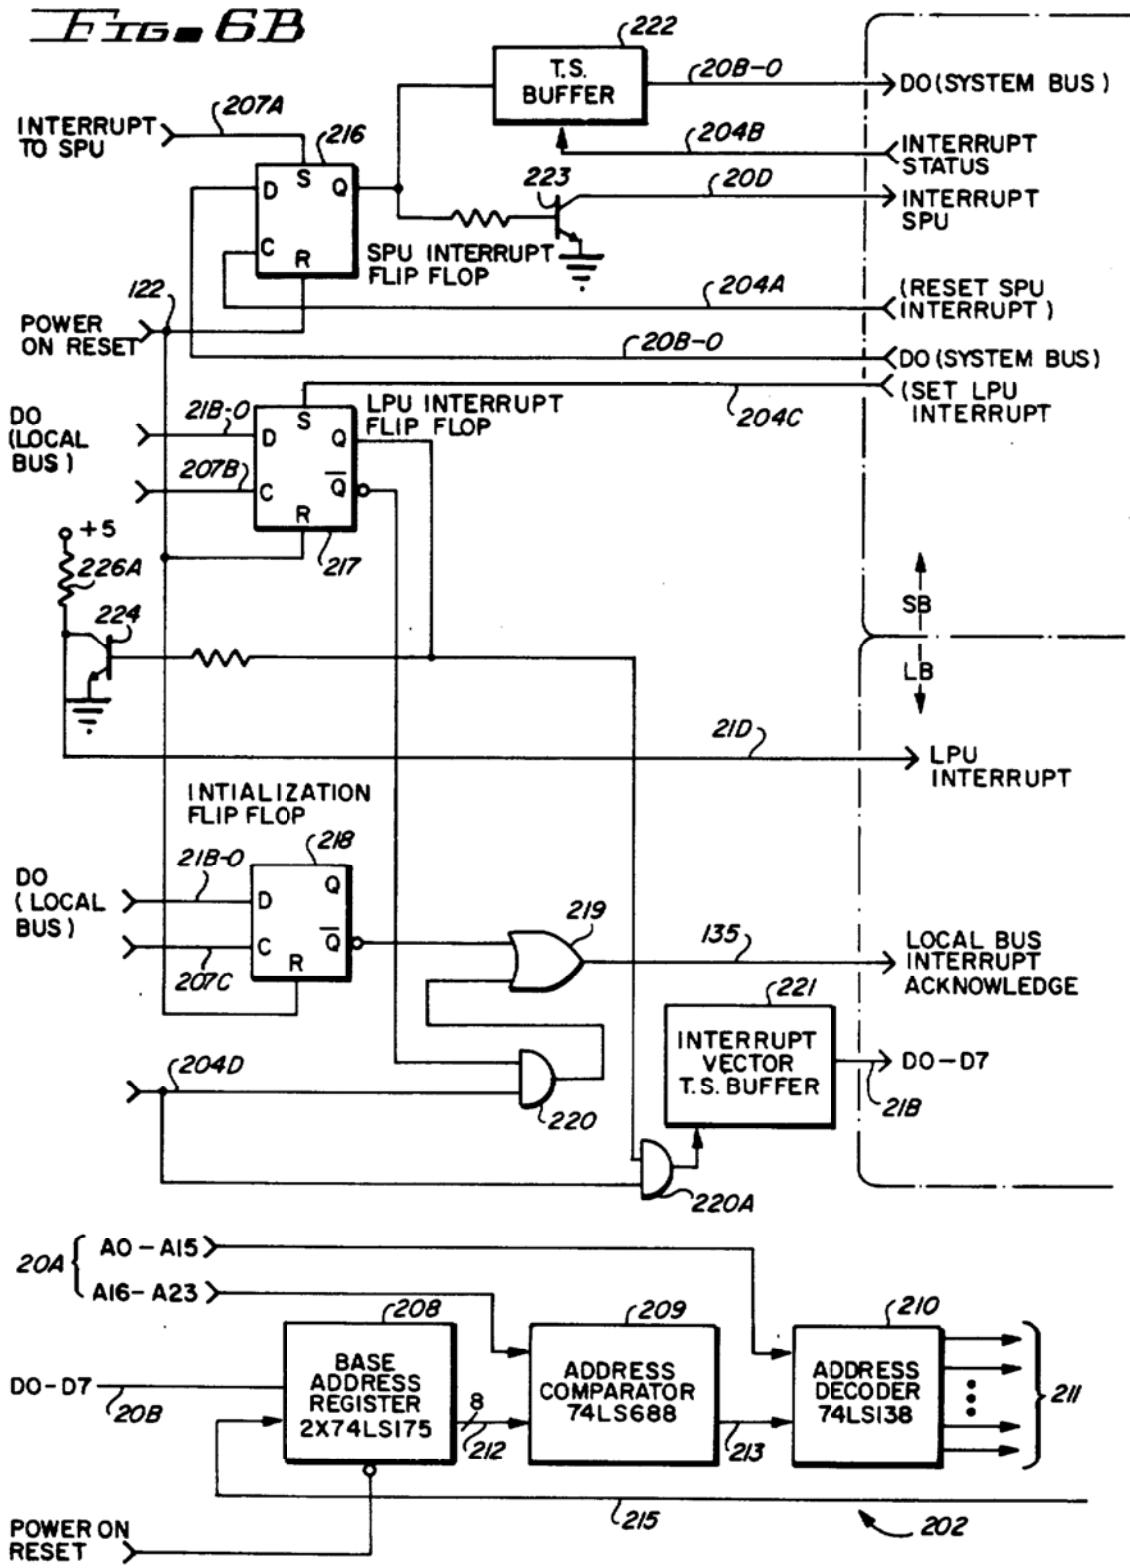 FIG. 6B
222
T.S.
BUFFER
20B-0
DO (SYSTEM BUS)
207A
INTERRUPT
TO SPU
216
204B
INTERRUPT
STATUS
S
D
Q
C
R
223
20D
INTERRUPT
SPU
SPU INTERRUPT
FLIP FLOP
122
204A
(RESET SPU
INTERRUPT)
POWER
ON RESET
20B-0
DO (SYSTEM BUS)
204C
(SET LPU
INTERRUPT
LPU INTERRUPT
FLIP FLOP
DO
(LOCAL
BUS)
21B-0
207B
S
D
Q
C
Q
R
217
+5
226A
224
SB
LB
21D
LPU
INTERRUPT
INTIALIZATION
FLIP FLOP
218
DO
(LOCAL
BUS)
21B-0
207C
Q
D
C
Q
R
219
135
LOCAL BUS
INTERRUPT
ACKNOWLEDGE
221
INTERRUPT
VECTOR
T.S. BUFFER
DO-D7
21B
204D
220
220A
20A
A0-A15
A16-A23
208
BASE
ADDRESS
REGISTER
2X74LS175
DO-D7
20B
8
212
209
ADDRESS
COMPARATOR
74LS688
213
210
ADDRESS
DECODER
74LS138
211
215
202
POWER ON
RESET